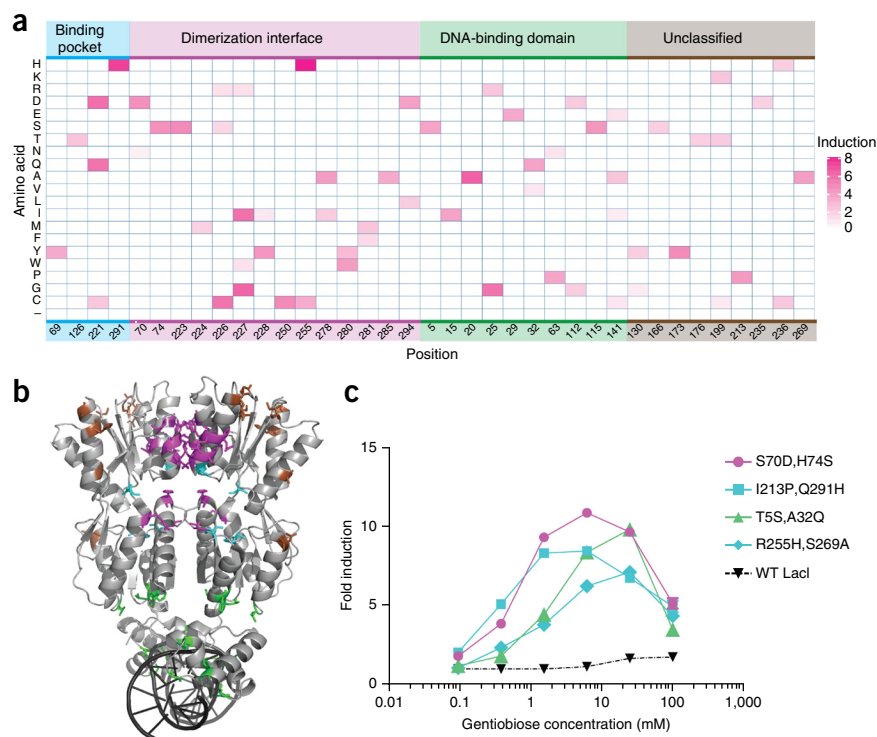 a
Binding pocket
Dimerization interface
DNA-binding domain
Unclassified
Amino acid
H
K
R
D
E
S
T
N
Q
A
V
L
I
M
F
Y
W
P
G
C
–
69 126 221 291 70 74 223 224 226 227 228 250 255 278 280 281 285 294 5 15 20 25 29 32 63 112 115 141 130 166 173 176 199 213 235 236 269
Position
Induction
8
6
4
2
0
b
c
Fold induction
15
10
5
0
0.01 0.1 1 10 100 1,000
Gentiobiose concentration (mM)
S70D,H74S
I213P,Q291H
T5S,A32Q
R255H,S269A
WT LacI